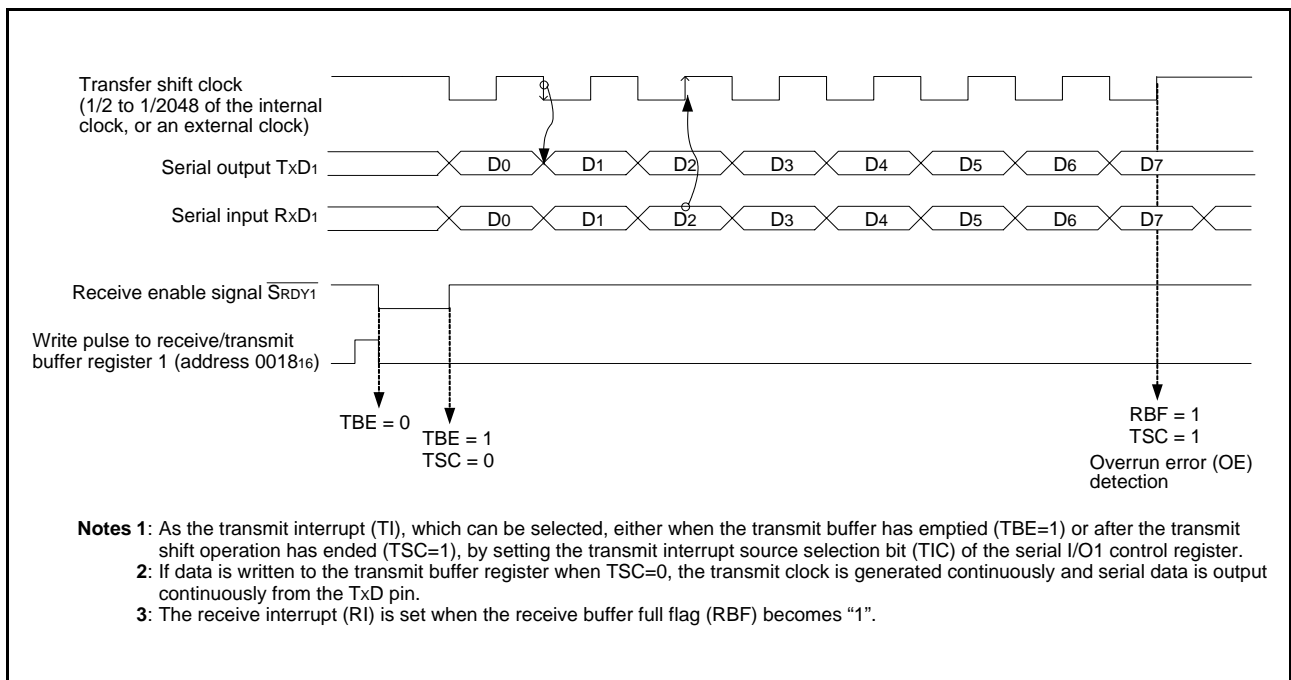 Transfer shift clock
(1/2 to 1/2048 of the internal
clock, or an external clock)
Serial output TxD1
D0 D1 D2 D3 D4 D5 D6 D7
Serial input RxD1
D0 D1 D2 D3 D4 D5 D6 D7
Receive enable signal S̅R̅D̅Y̅1̅
Write pulse to receive/transmit
buffer register 1 (address 001816)
TBE = 0
TBE = 1
TSC = 0
RBF = 1
TSC = 1
Overrun error (OE)
detection
Notes 1: As the transmit interrupt (TI), which can be selected, either when the transmit buffer has emptied (TBE=1) or after the transmit
shift operation has ended (TSC=1), by setting the transmit interrupt source selection bit (TIC) of the serial I/O1 control register.
2: If data is written to the transmit buffer register when TSC=0, the transmit clock is generated continuously and serial data is output
continuously from the TxD pin.
3: The receive interrupt (RI) is set when the receive buffer full flag (RBF) becomes “1”.